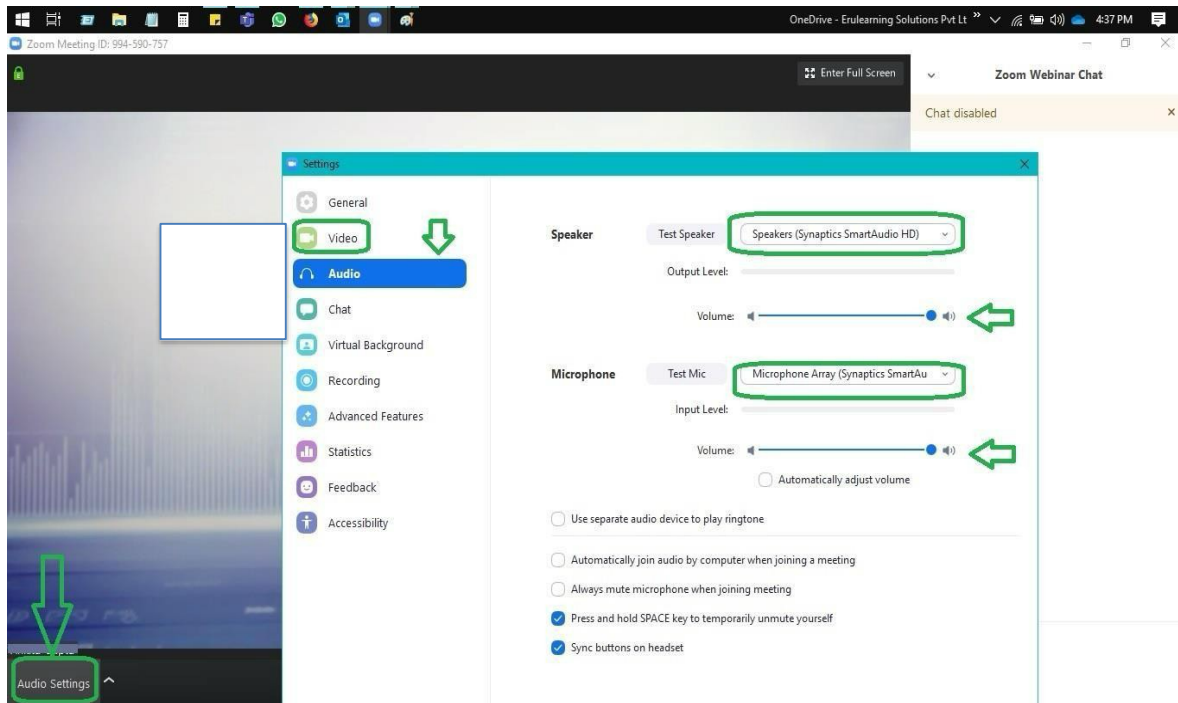 OneDrive - Erulearning Solutions Pvt Lt » 4:37 PM
Zoom Meeting ID: 994-590-757
Enter Full Screen
Zoom Webinar Chat
Chat disabled
Settings
General
Video
Audio
Chat
Virtual Background
Recording
Advanced Features
Statistics
Feedback
Accessibility
Speaker Test Speaker Speakers (Synaptics SmartAudio HD)
Output Level:
Volume:
Microphone Test Mic Microphone Array (Synaptics SmartAu
Input Level:
Volume:
Automatically adjust volume
Use separate audio device to play ringtone
Automatically join audio by computer when joining a meeting
Always mute microphone when joining meeting
Press and hold SPACE key to temporarily unmute yourself
Sync buttons on headset
Audio Settings